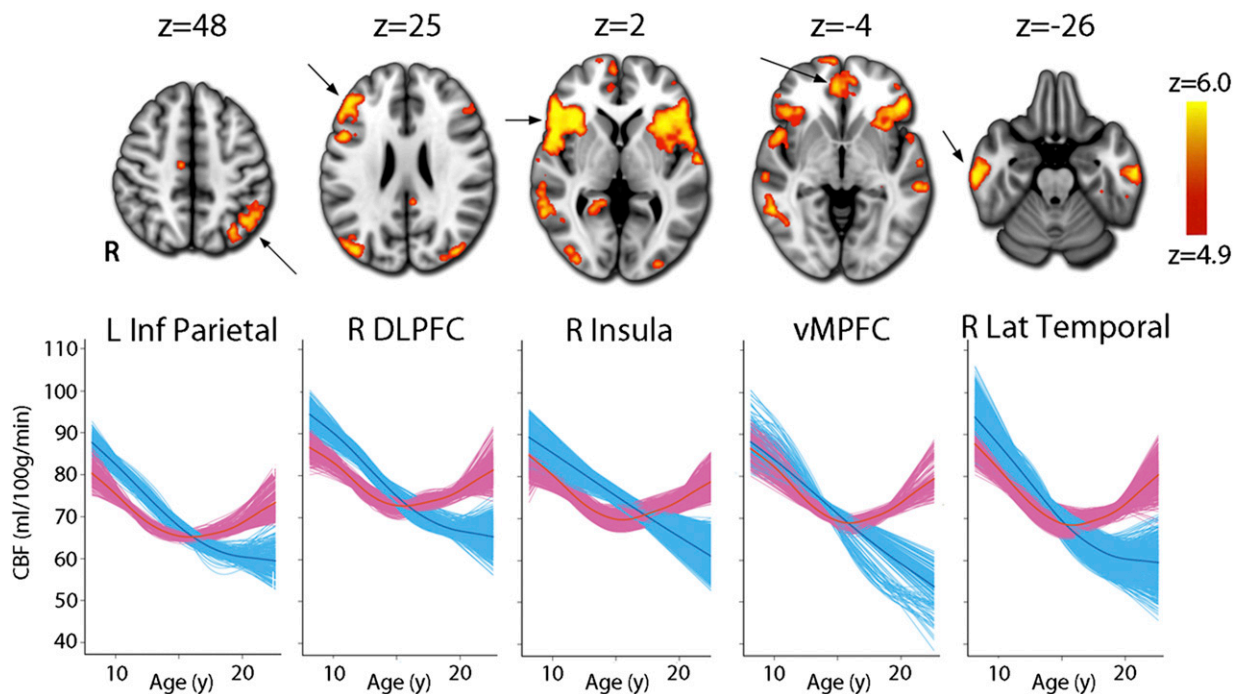 z=48 z=25 z=2 z=-4 z=-26
z=6.0
z=4.9
R
L Inf Parietal R DLPFC R Insula vMPFC R Lat Temporal
CBF (ml/100g/min)
110
100
90
80
70
60
50
40
10 20 10 20 10 20 10 20 10 20
Age (y) Age (y) Age (y) Age (y) Age (y)